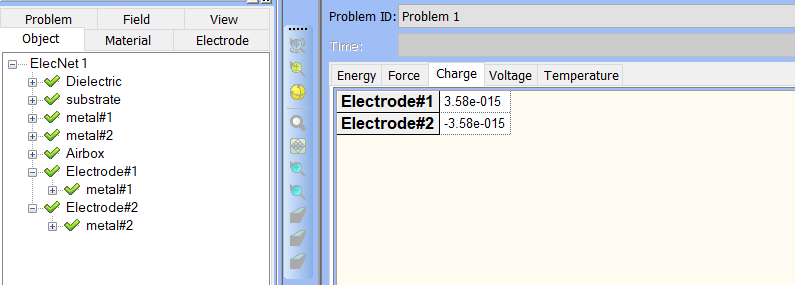 Problem Field View
Object Material Electrode
ElecNet 1
Dielectric
substrate
metal#1
metal#2
Airbox
Electrode#1
metal#1
Electrode#2
metal#2
Problem ID: Problem 1
Time:
Energy Force Charge Voltage Temperature
Electrode#1 3.58e-015
Electrode#2 -3.58e-015